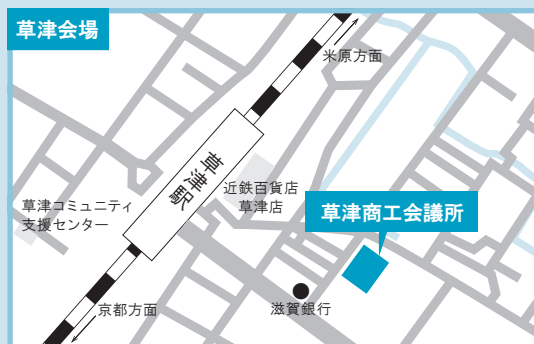 草津会場
米原方面
草津駅
近鉄百貨店
草津店
草津コミュニティ
支援センター
草津商工会議所
京都方面
滋賀銀行